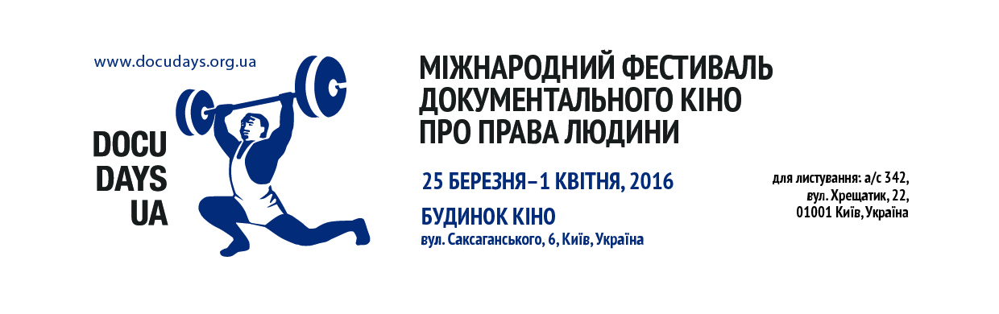 www.docudays.org.ua
DOCU
DAYS
UA
МІЖНАРОДНИЙ ФЕСТИВАЛЬ
ДОКУМЕНТАЛЬНОГО КІНО
ПРО ПРАВА ЛЮДИНИ
25 БЕРЕЗНЯ–1 КВІТНЯ, 2016
БУДИНОК КІНО
вул. Саксаганського, 6, Київ, Україна
для листування: а/с 342,
вул. Хрещатик, 22,
01001 Київ, Україна